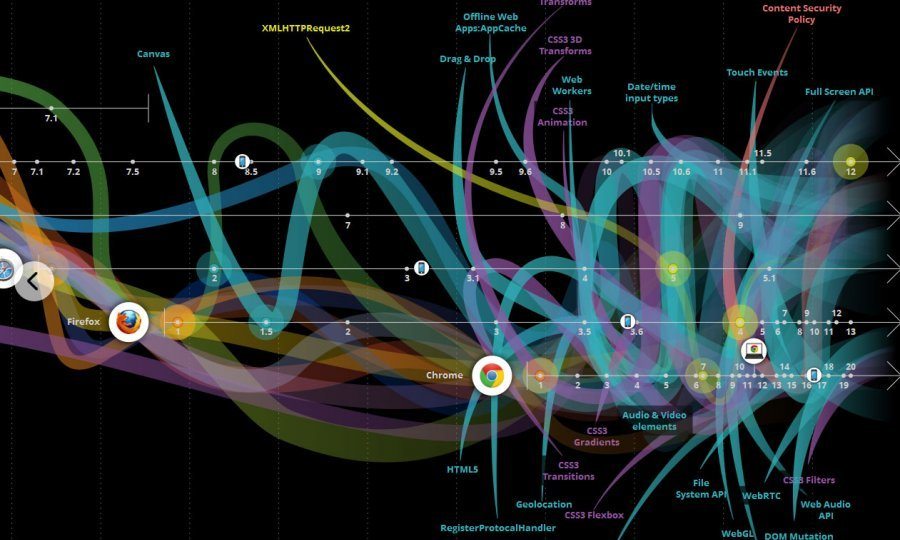 Transforms
Content Security
Policy
Offline Web
Apps:AppCache
XMLHTTPRequest2
CSS3 3D
Transforms
Canvas
Drag & Drop
Touch Events
Web
Workers
Date/time
input types
Full Screen API
CSS3
Animation
7.1
10.1
11.5
7 7.1 7.2 7.5 8 8.5 9 9.1 9.2 9.5 9.6 10 10.5 10.6 11 11.1 11.6 12
7 8 9
2 3 3.1 4 5 5.1
7 9
Firefox
1 1.5 2 3 3.5 3.6 4 5 6 8 10 11 12 13
7 10 14 18 20
Chrome
1 2 3 4 5 6 8 9 11 12 13 15 16 17 19
Audio & Video
elements
CSS3
Gradients
HTML5
CSS3
Transitions
CSS3 Filters
File
System API
WebRTC
Geolocation
Web Audio
API
CSS3 Flexbox
RegisterProtocalHandler
WebGL
DOM Mutation